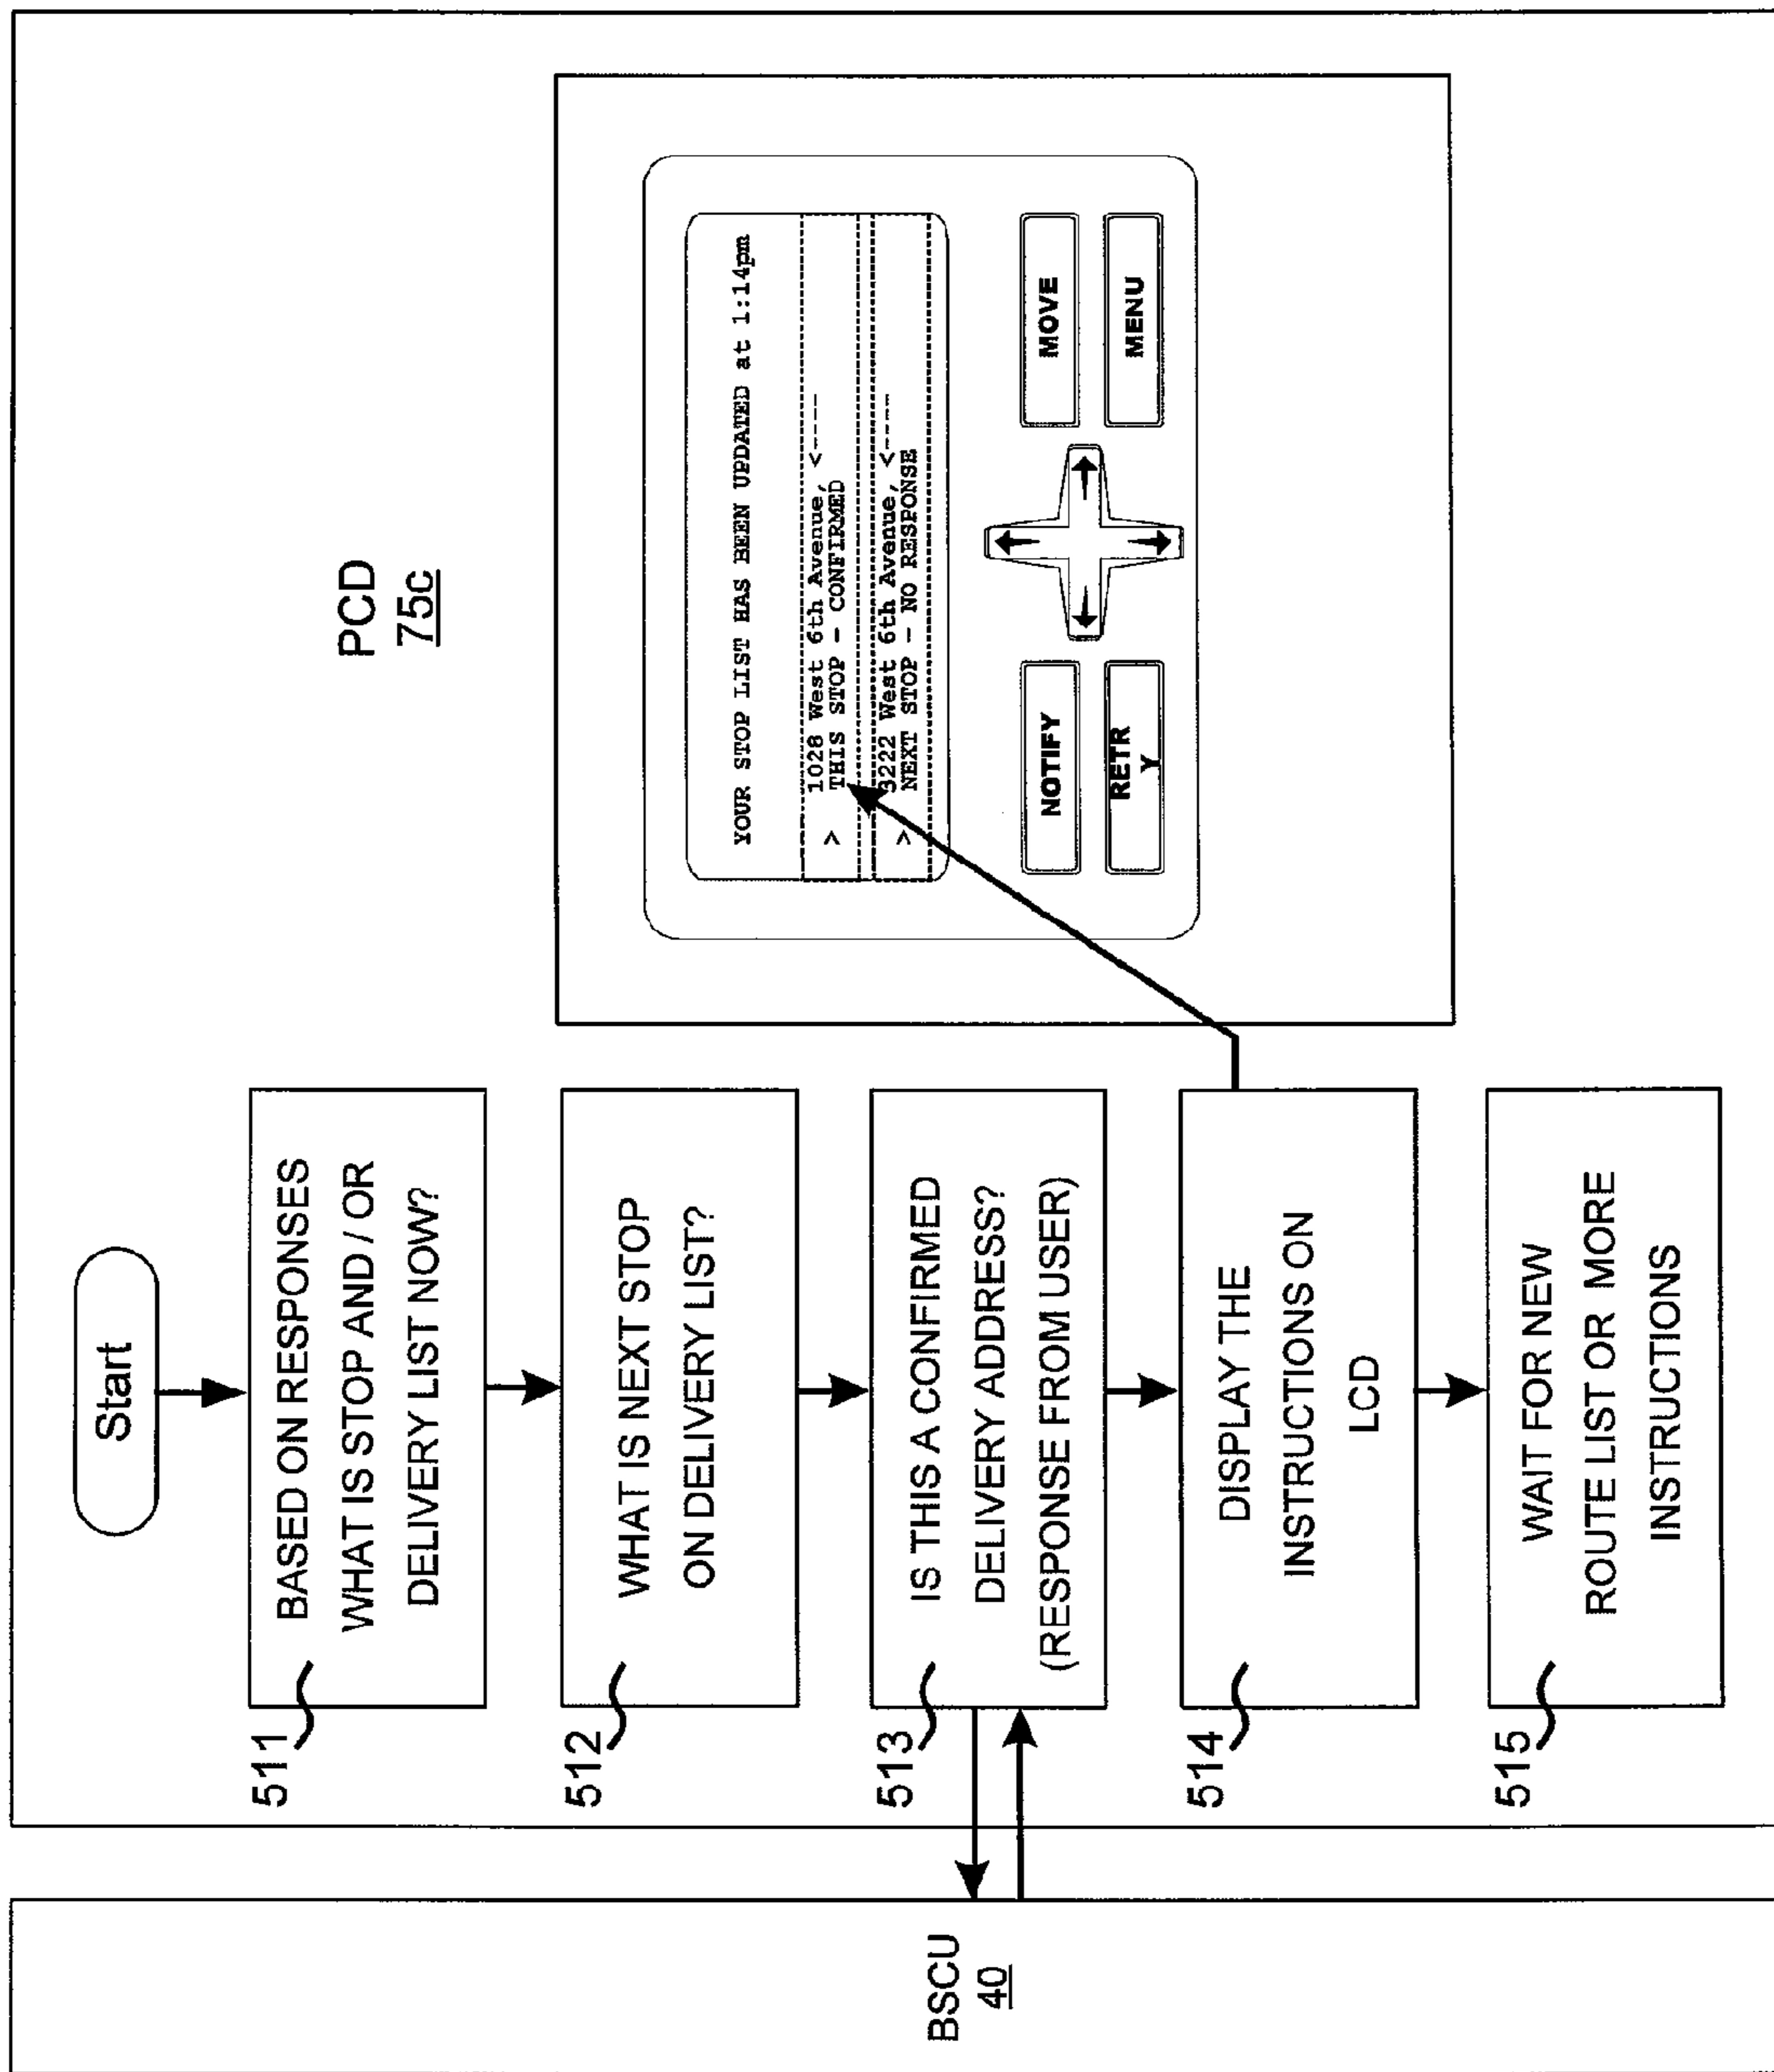 Start
PCD
75c
511
BASED ON RESPONSES
WHAT IS STOP AND / OR
DELIVERY LIST NOW?
512
WHAT IS NEXT STOP
ON DELIVERY LIST?
513
IS THIS A CONFIRMED
DELIVERY ADDRESS?
(RESPONSE FROM USER)
514
DISPLAY THE
INSTRUCTIONS ON
LCD
515
WAIT FOR NEW
ROUTE LIST OR MORE
INSTRUCTIONS
YOUR STOP LIST HAS BEEN UPDATED at 1:14pm
> 1028 West 6th Avenue, <----
THIS STOP - CONFIRMED
> 3222 West 6th Avenue, <----
NEXT STOP - NO RESPONSE
NOTIFY
MOVE
RETR
Y
MENU
BSCU
40